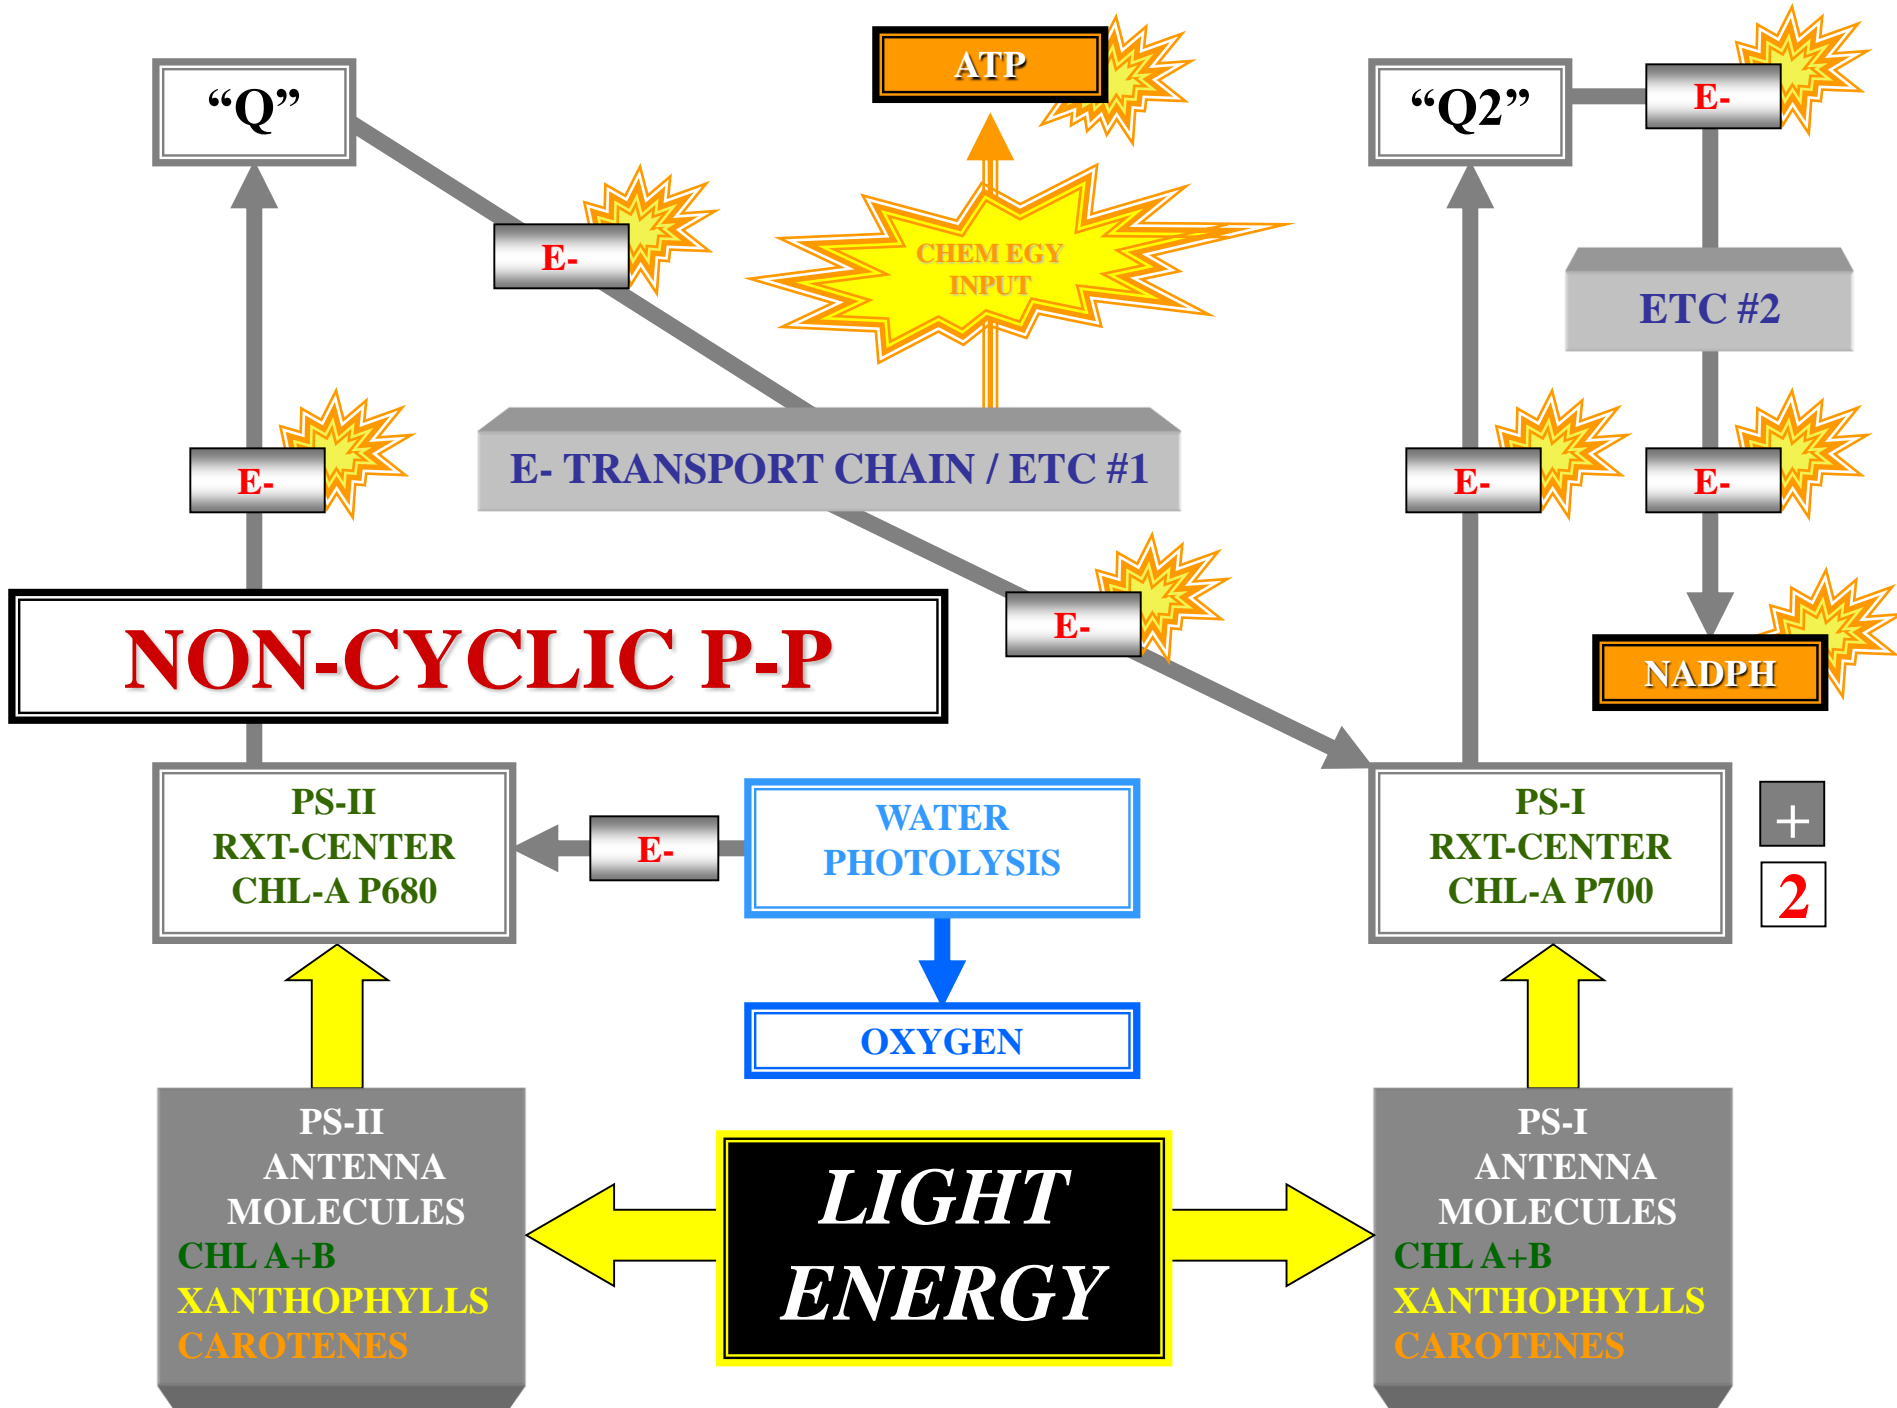 ATP
“Q”
“Q2”
E-
E-
CHEM EGY
INPUT
ETC #2
E- TRANSPORT CHAIN / ETC #1
E-
E-
E-
E-
NON-CYCLIC P-P
NADPH
PS-II
RXT-CENTER
CHL-A P680
E-
WATER
PHOTOLYSIS
PS-I
RXT-CENTER
CHL-A P700
+
2
OXYGEN
PS-II
ANTENNA
MOLECULES
CHL A+B
XANTHOPHYLLS
CAROTENES
LIGHT
ENERGY
PS-I
ANTENNA
MOLECULES
CHL A+B
XANTHOPHYLLS
CAROTENES